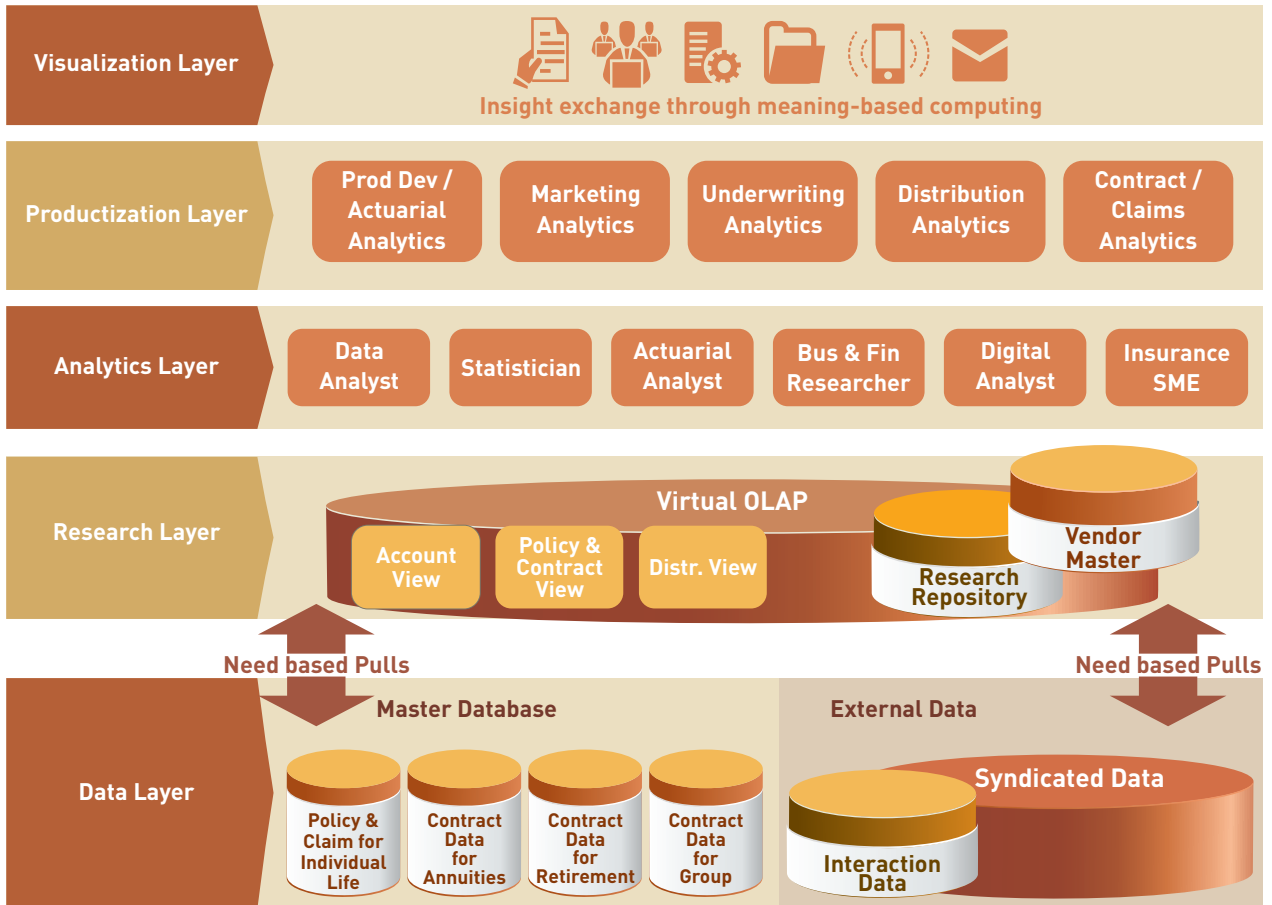 Visualization Layer
Insight exchange through meaning-based computing
Productization Layer
Prod Dev /
Actuarial
Analytics
Marketing
Analytics
Underwriting
Analytics
Distribution
Analytics
Contract /
Claims
Analytics
Analytics Layer
Data
Analyst
Statistician
Actuarial
Analyst
Bus & Fin
Researcher
Digital
Analyst
Insurance
SME
Research Layer
Virtual OLAP
Account
View
Policy &
Contract
View
Distr. View
Research
Repository
Vendor
Master
Need based Pulls
Need based Pulls
Data Layer
Master Database
Policy &
Claim for
Individual
Life
Contract
Data
for
Annuities
Contract
Data
for
Retirement
Contract
Data
for
Group
External Data
Syndicated Data
Interaction
Data